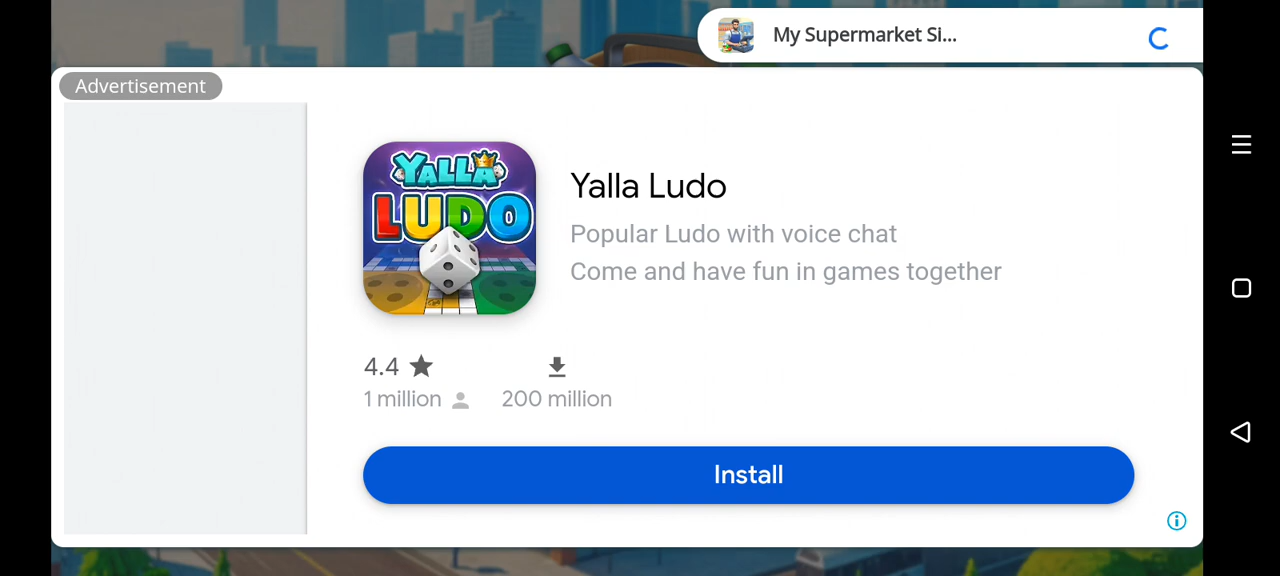 My Supermarket Si...
Advertisement
YALLA
LUDO
Yalla Ludo
Popular Ludo with voice chat
Come and have fun in games together
4.4
1 million
200 million
Install